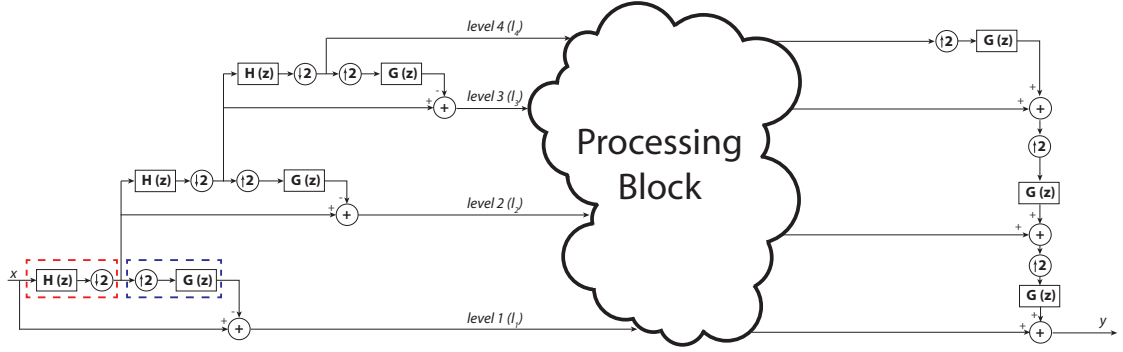 level 4 (l₄)
↑2 G (z)
H (z) ↓2 ↑2 G (z)
- +
+ + level 3 (l₃) + +
Processing
↑2
Block
H (z) ↓2 ↑2 G (z)
G (z)
- +
+ + level 2 (l₂) + +
x
H (z) ↓2 ↑2 G (z)
↑2
G (z)
- +
+ + level 1 (l₁) + + y